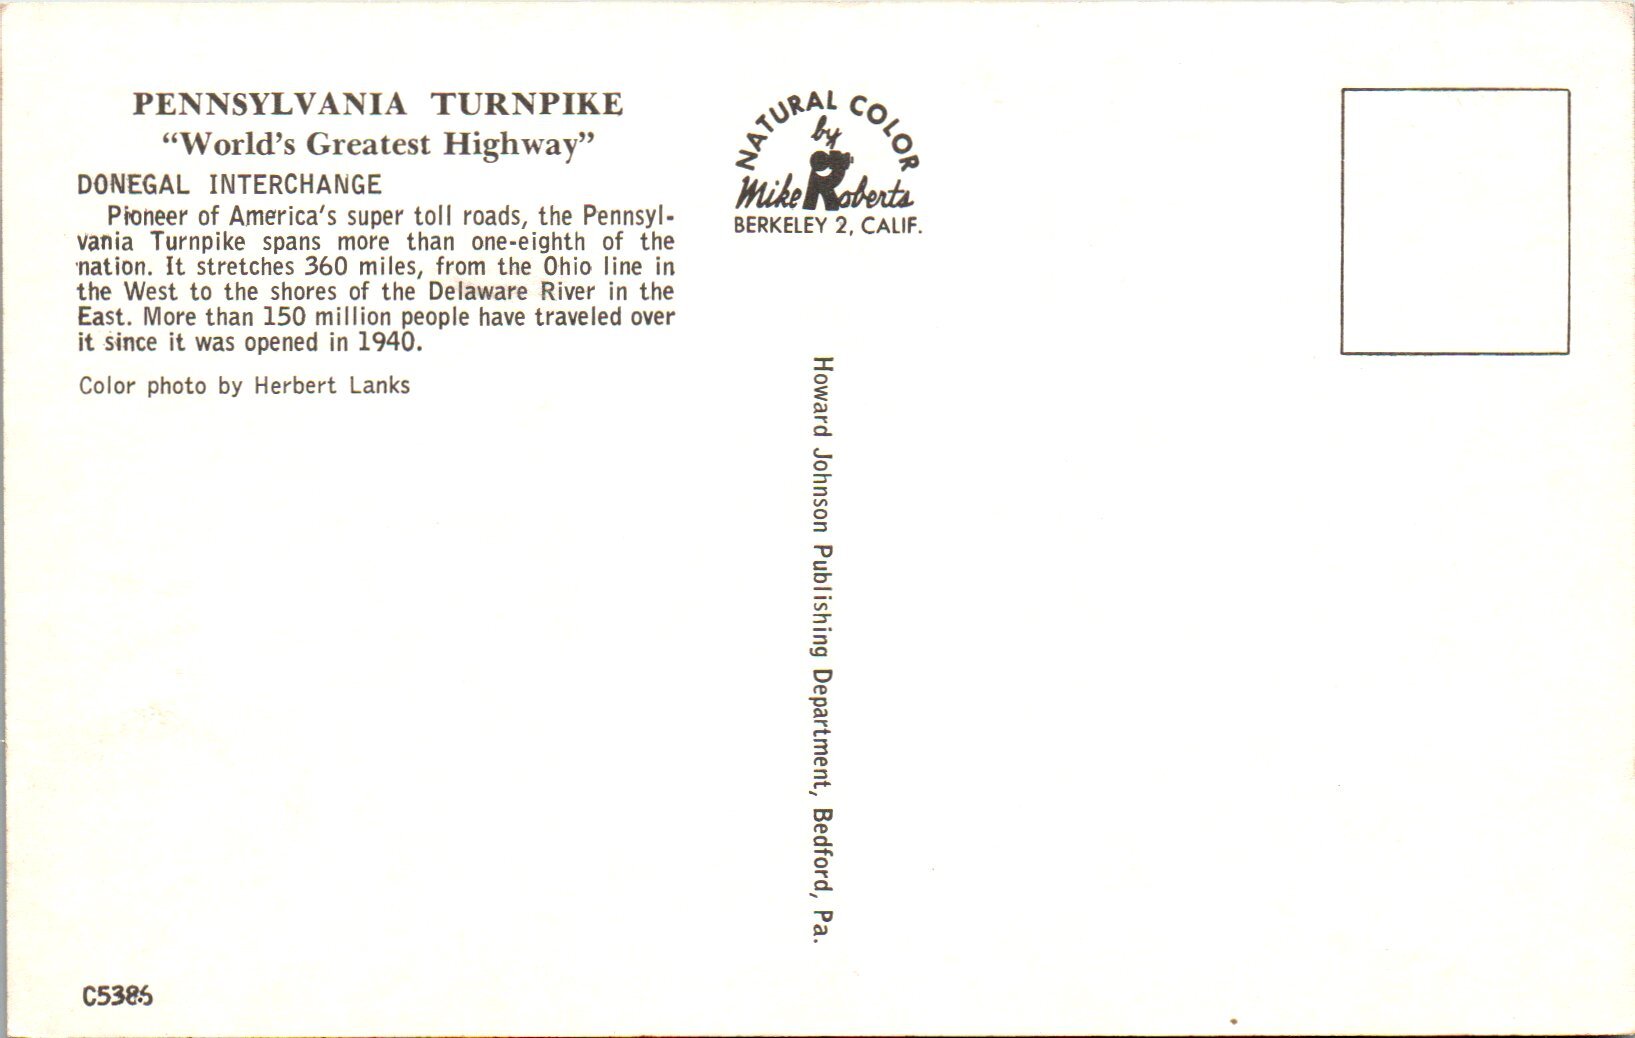 PENNSYLVANIA TURNPIKE
“World’s Greatest Highway”
DONEGAL INTERCHANGE
Pioneer of America's super toll roads, the Pennsyl-
vania Turnpike spans more than one-eighth of the
nation. It stretches 360 miles, from the Ohio line in
the West to the shores of the Delaware River in the
East. More than 150 million people have traveled over
it since it was opened in 1940.
Color photo by Herbert Lanks
C5386
NATURAL COLOR
by
Mike Roberts
BERKELEY 2, CALIF.
Howard Johnson Publishing Department, Bedford, Pa.